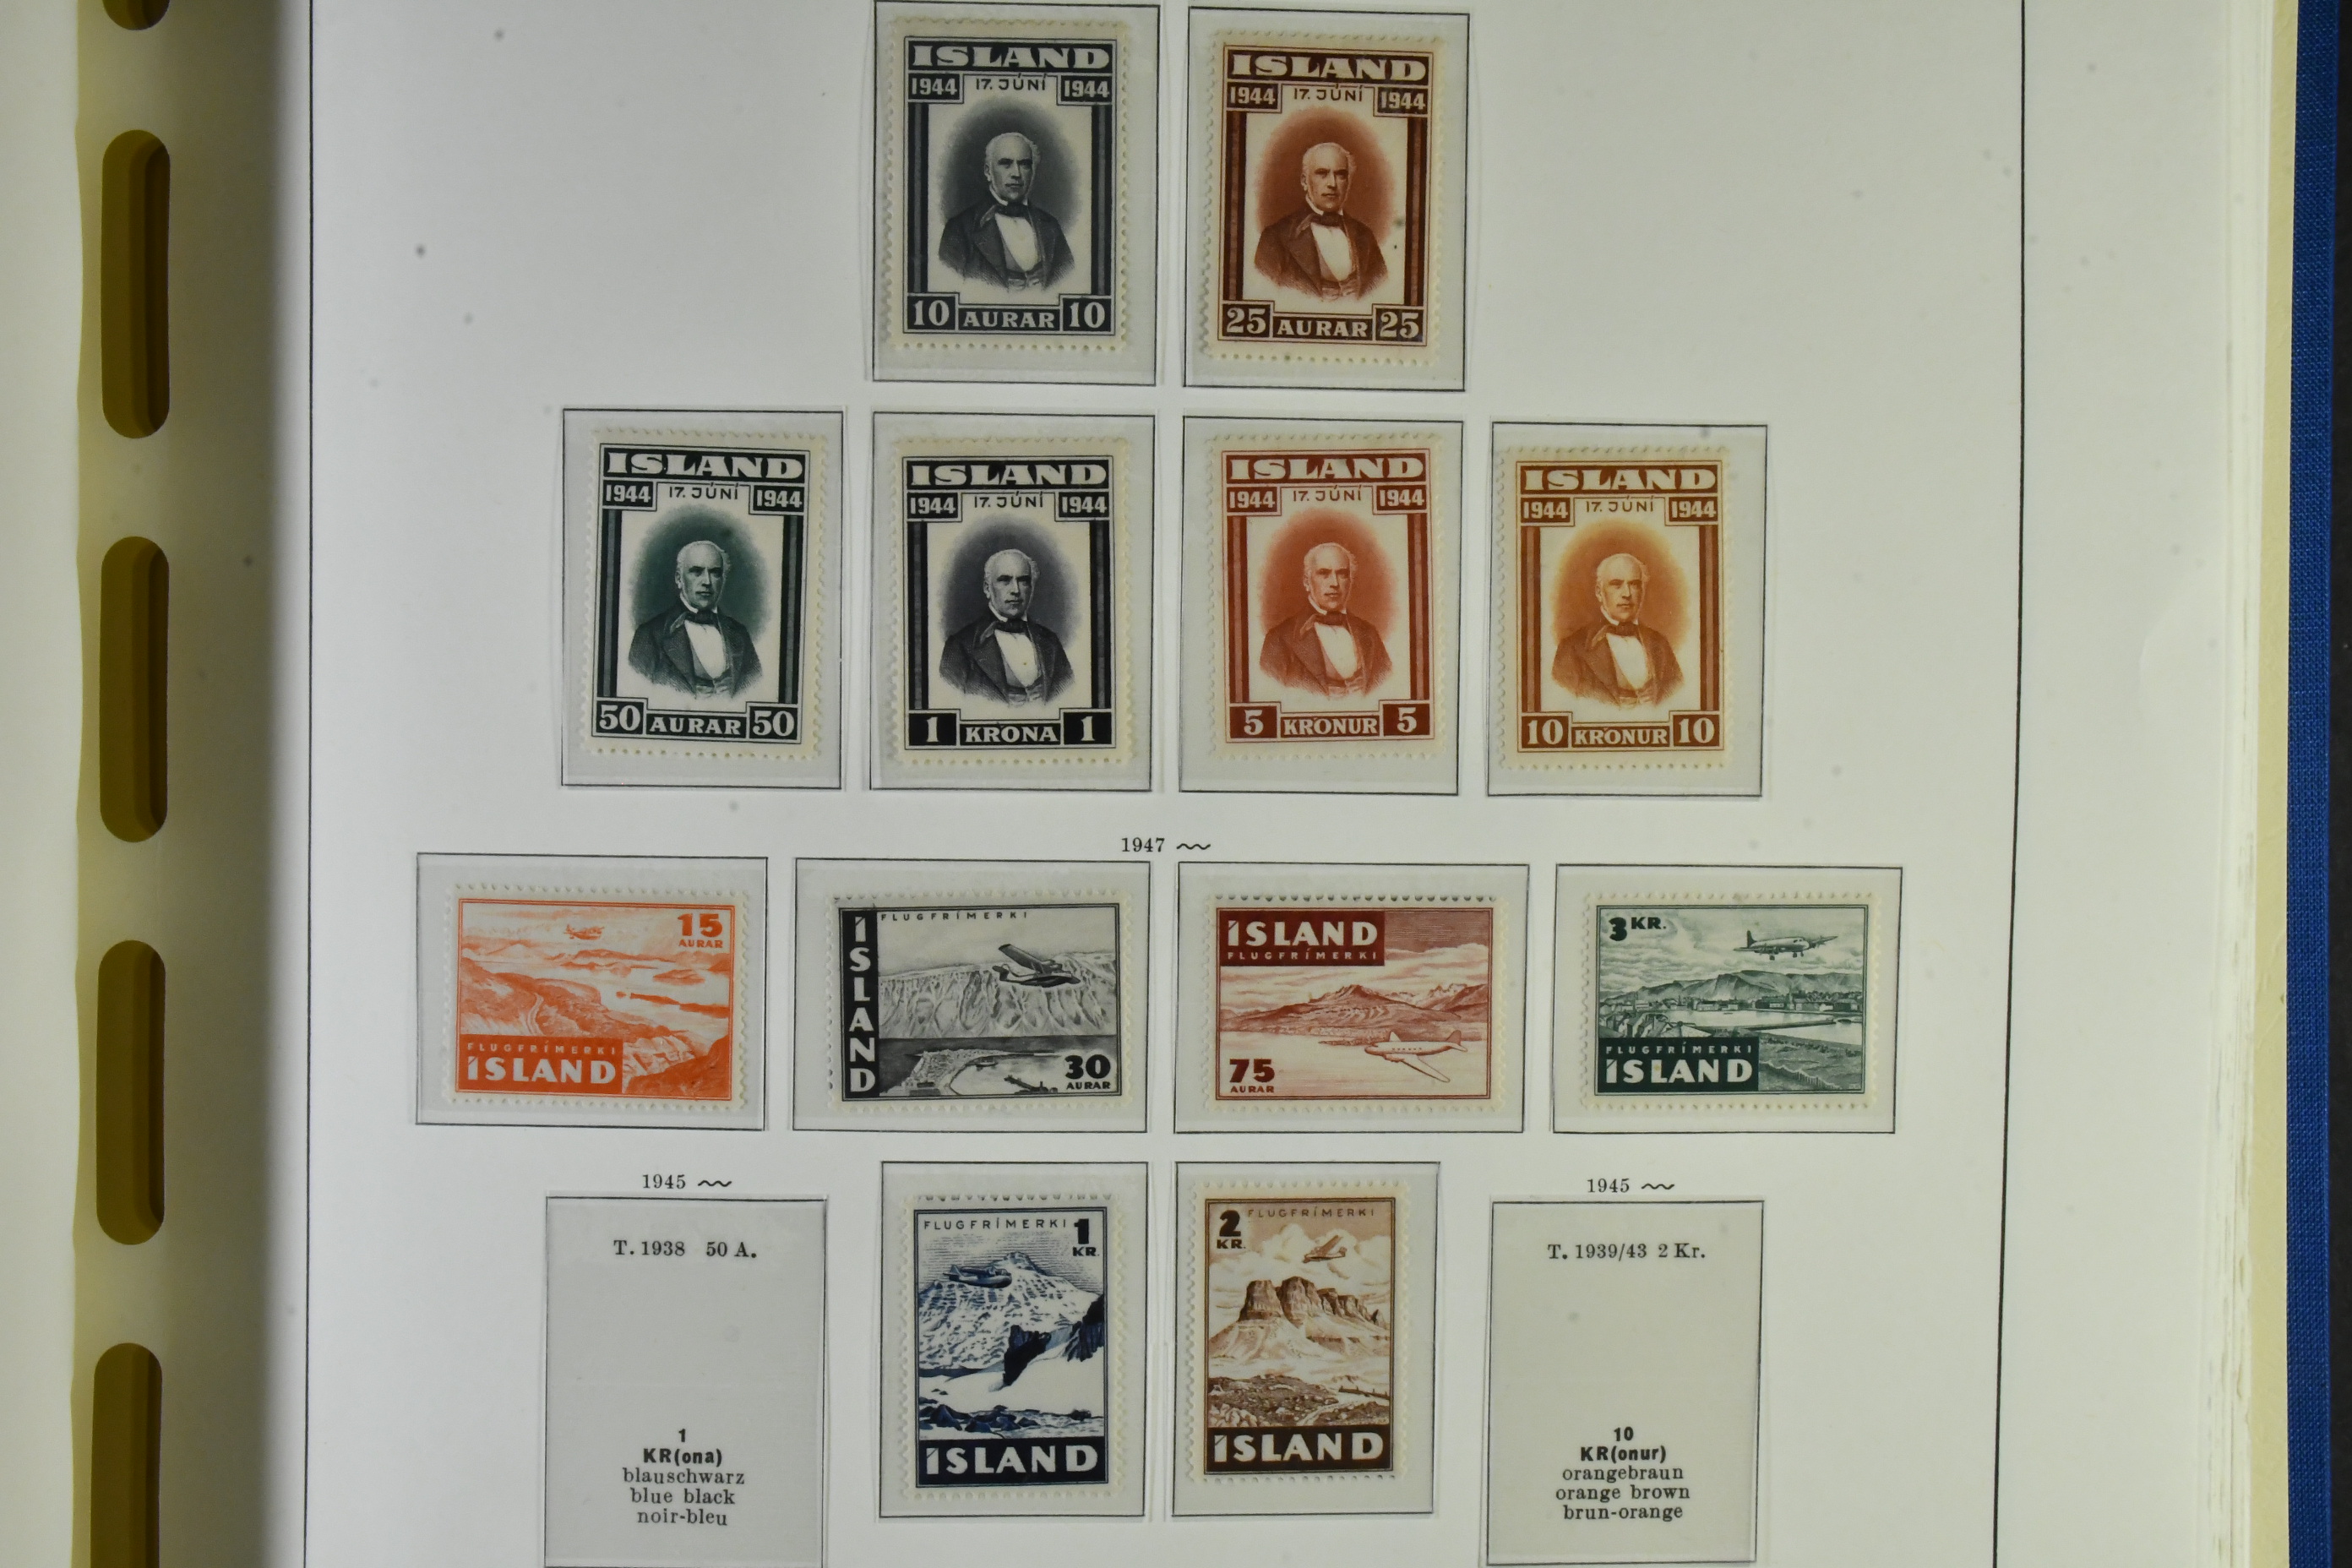 ISLAND
1944 17. JÚNÍ 1944
10 AURAR 10
ISLAND
1944 17. JÚNÍ 1944
25 AURAR 25
ISLAND
1944 17. JÚNÍ 1944
50 AURAR 50
ISLAND
1944 17. JÚNÍ 1944
1 KRÓNA 1
ISLAND
1944 17. JÚNÍ 1944
5 KRÓNUR 5
ISLAND
1944 17. JÚNÍ 1944
10 KRÓNUR 10
1947
15
AURAR
FLUGFRÍMERKI
ÍSLAND
FLUGFRÍMERKI
ÍSLAND
30
AURAR
ÍSLAND
FLUGFRÍMERKI
75
AURAR
3 KR.
FLUGFRÍMERKI
ÍSLAND
1945
T. 1938 50 A.
1
KR(ona)
blauschwarz
blue black
noir-bleu
FLUGFRÍMERKI 1
KR.
ÍSLAND
2 FLUGFRÍMERKI
KR.
ÍSLAND
1945
T. 1939/43 2 Kr.
10
KR(onur)
orangebraun
orange brown
brun-orange